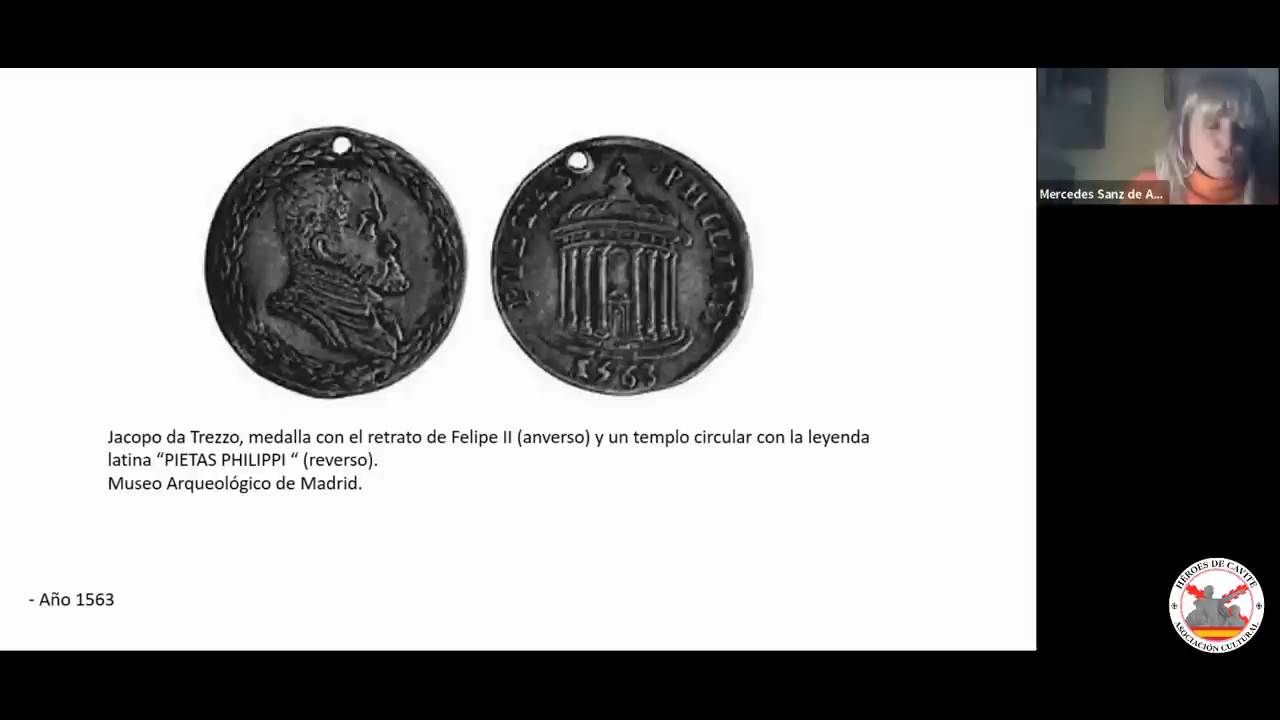 PIETAS PHILIPPI
1563
Mercedes Sanz de A...
Jacopo da Trezzo, medalla con el retrato de Felipe II (anverso) y un templo circular con la leyenda
latina “PIETAS PHILIPPI “ (reverso).
Museo Arqueológico de Madrid.
- Año 1563
HÉROES DE CAVITE
ASOCIACIÓN CULTURAL